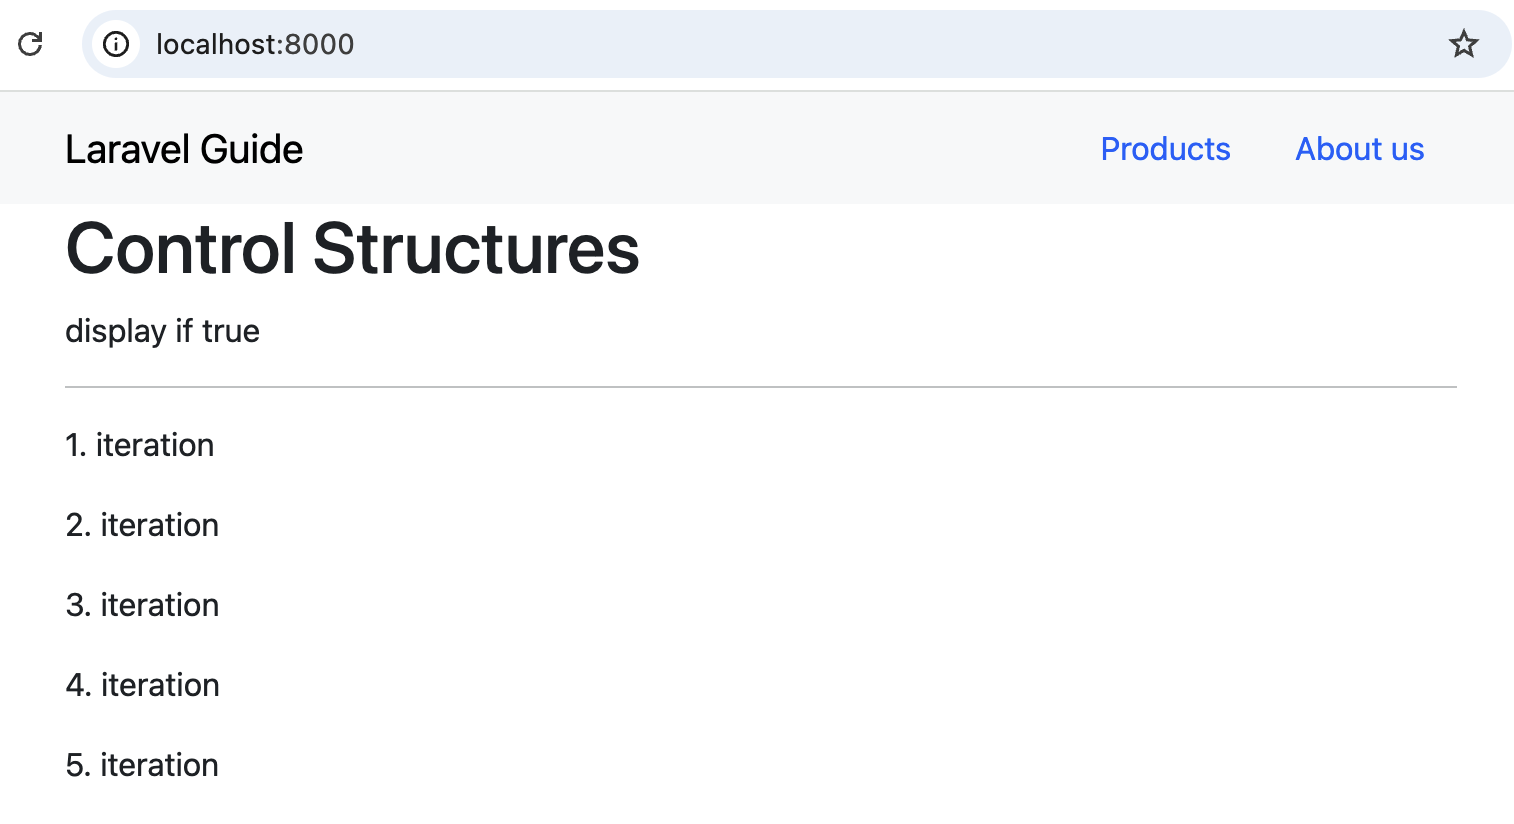 localhost:8000
Laravel Guide Products About us
Control Structures
display if true
1. iteration
2. iteration
3. iteration
4. iteration
5. iteration